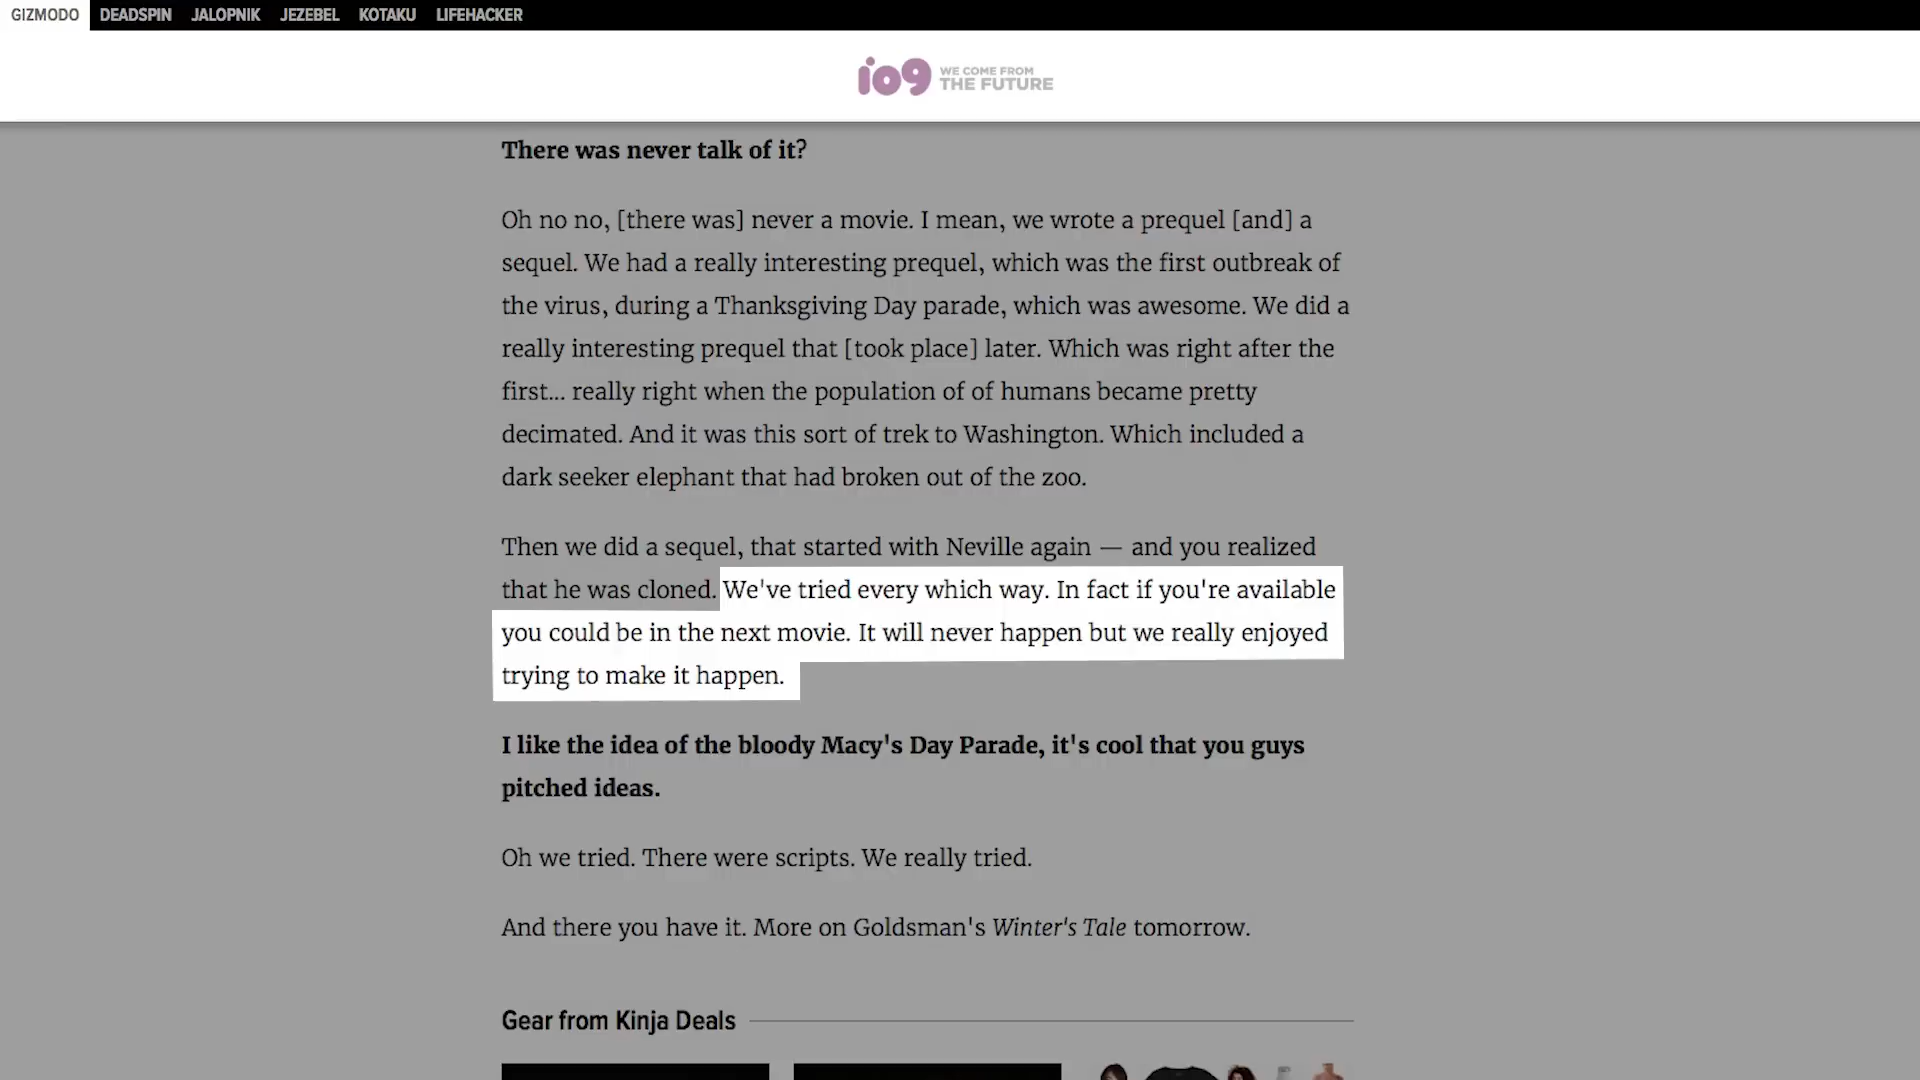 GIZMODO DEADSPIN JALOPNIK JEZEBEL KOTAKU LIFEHACKER
io9 WE COME FROM
THE FUTURE
There was never talk of it?
Oh no no, [there was] never a movie. I mean, we wrote a prequel [and] a
sequel. We had a really interesting prequel, which was the first outbreak of
the virus, during a Thanksgiving Day parade, which was awesome. We did a
really interesting prequel that [took place] later. Which was right after the
first... really right when the population of of humans became pretty
decimated. And it was this sort of trek to Washington. Which included a
dark seeker elephant that had broken out of the zoo.
Then we did a sequel, that started with Neville again — and you realized
that he was cloned. We've tried every which way. In fact if you're available
you could be in the next movie. It will never happen but we really enjoyed
trying to make it happen.
I like the idea of the bloody Macy's Day Parade, it's cool that you guys
pitched ideas.
Oh we tried. There were scripts. We really tried.
And there you have it. More on Goldsman's Winter's Tale tomorrow.
Gear from Kinja Deals